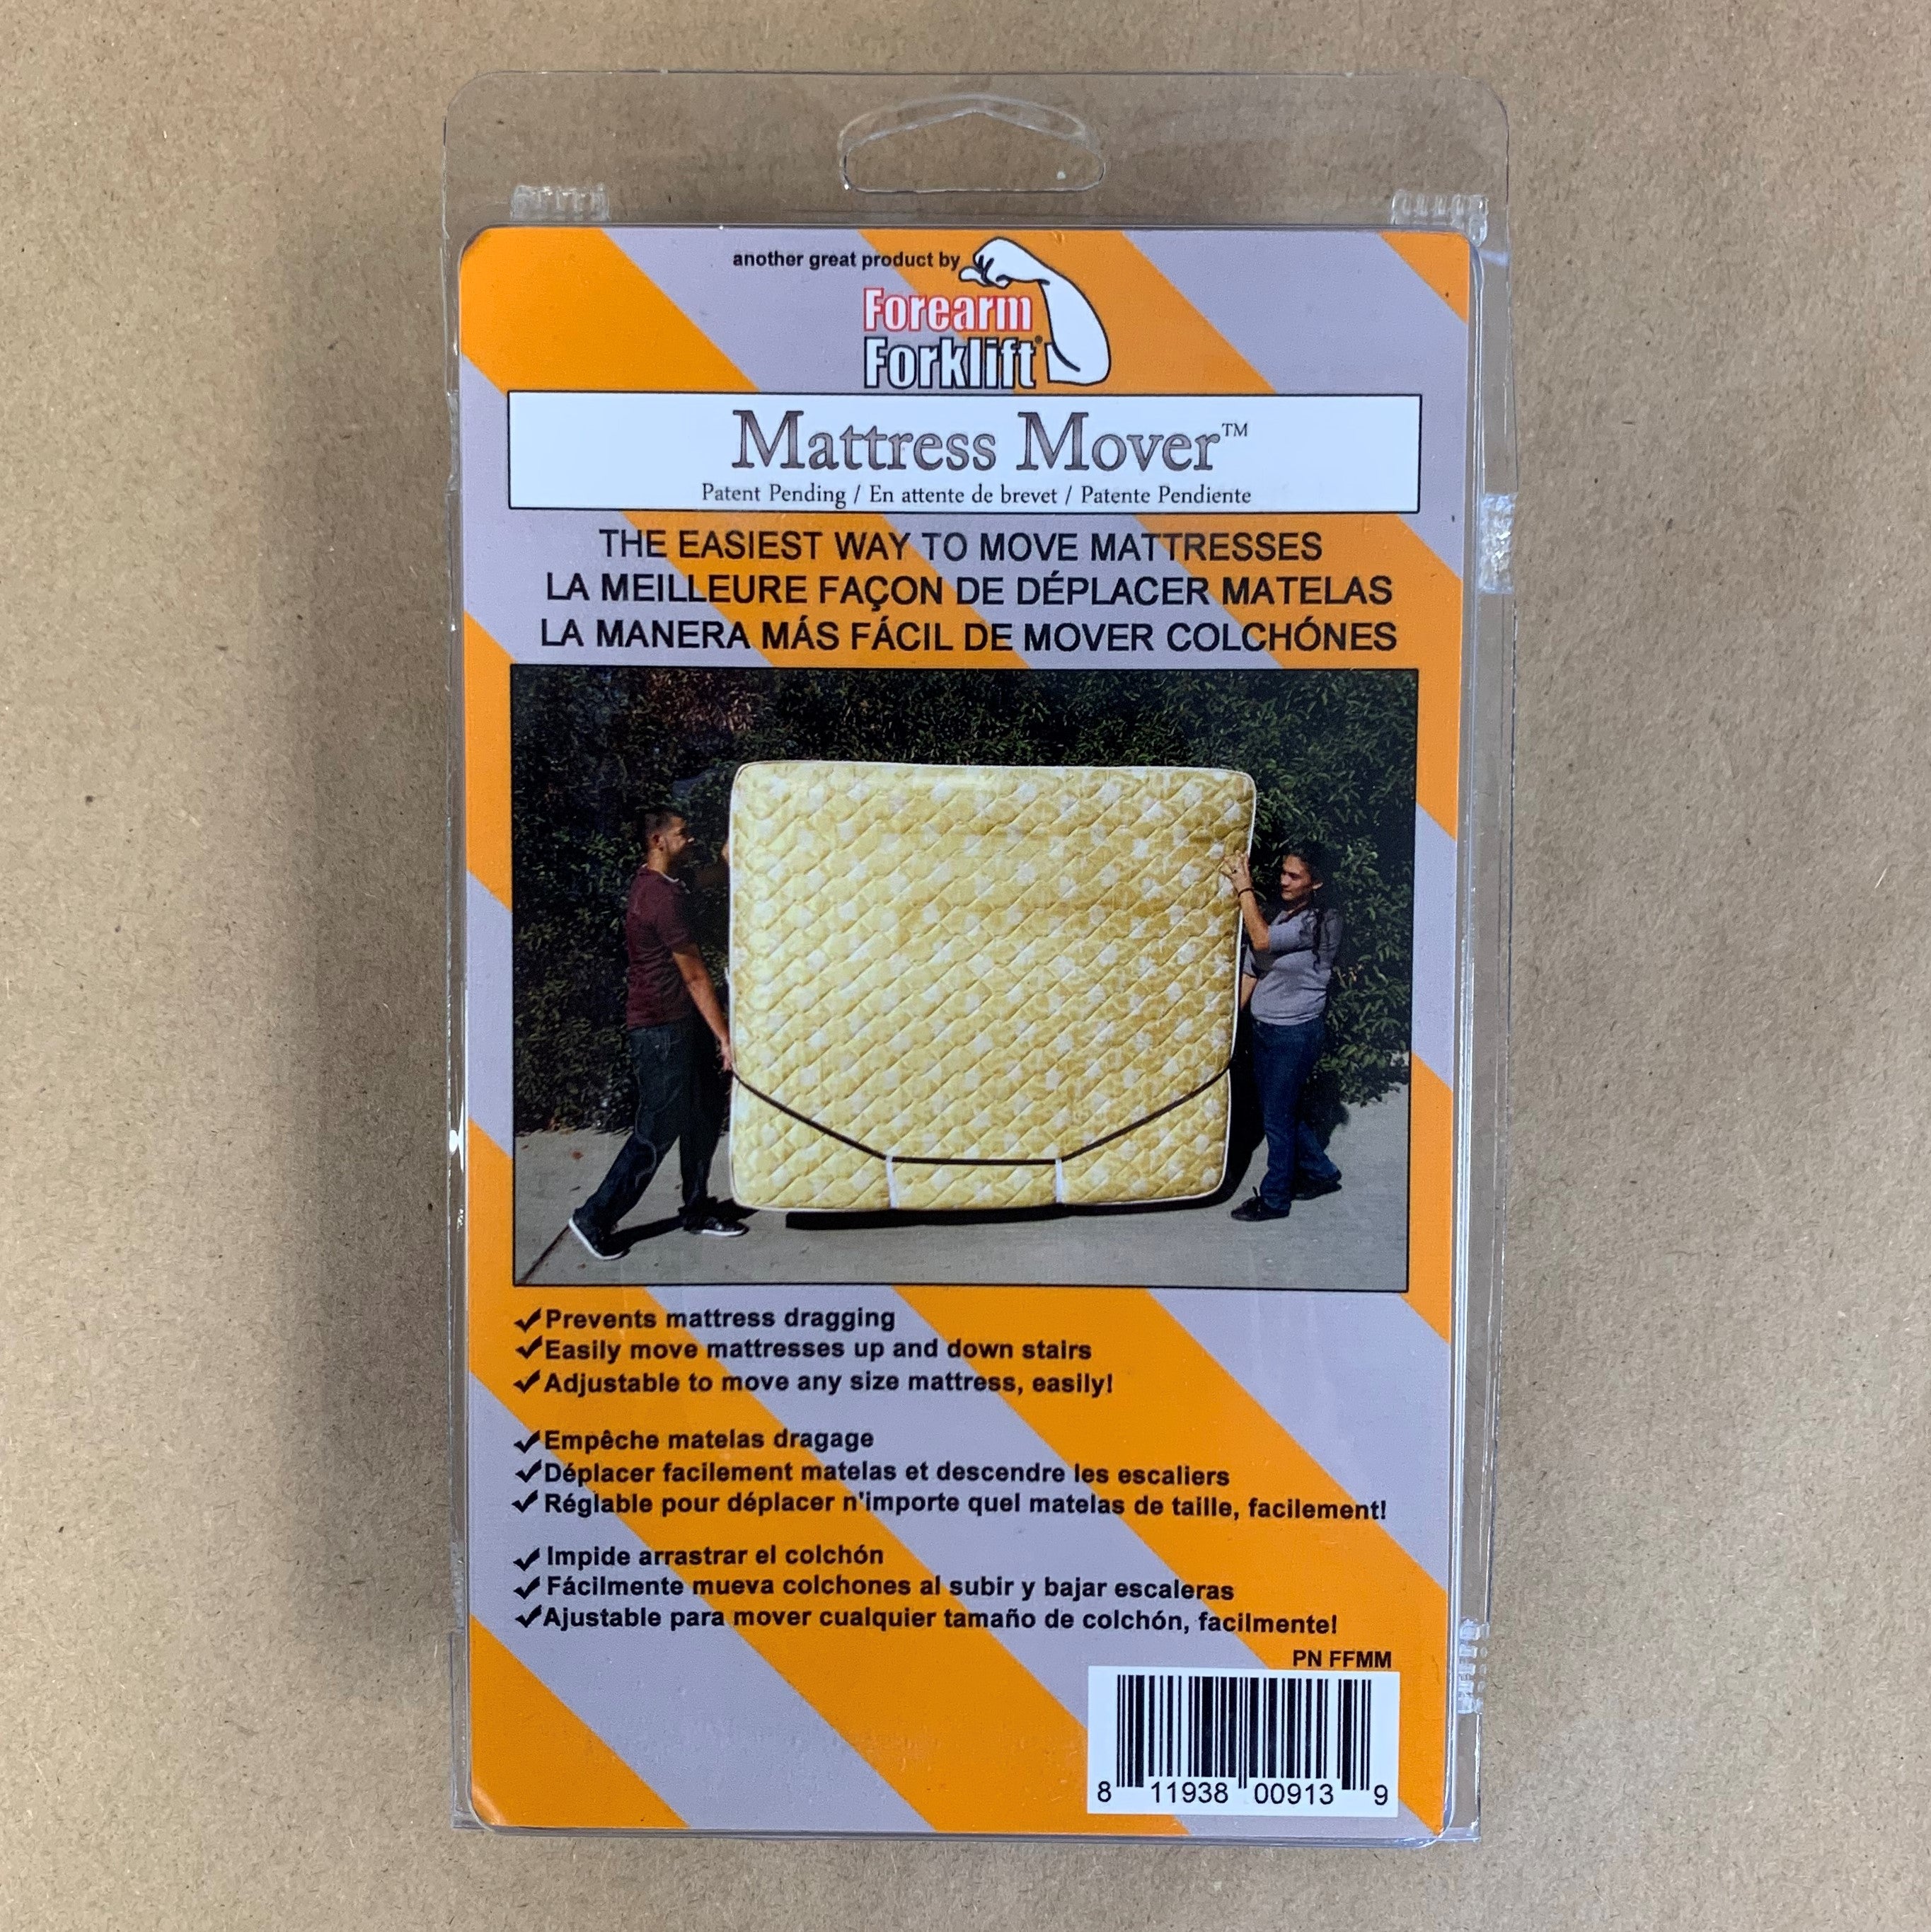 another great product by
Forearm
Forklift®
Mattress Mover™
Patent Pending / En attente de brevet / Patente Pendiente
THE EASIEST WAY TO MOVE MATTRESSES
LA MEILLEURE FAÇON DE DÉPLACER MATELAS
LA MANERA MÁS FÁCIL DE MOVER COLCHÓNES
✓Prevents mattress dragging
✓Easily move mattresses up and down stairs
✓Adjustable to move any size mattress, easily!
✓Empêche matelas dragage
✓Déplacer facilement matelas et descendre les escaliers
✓Réglable pour déplacer n'importe quel matelas de taille, facilement!
✓Impide arrastrar el colchón
✓Fácilmente mueva colchones al subir y bajar escaleras
✓Ajustable para mover cualquier tamaño de colchón, facilmente!
PN FFMM
8 11938 00913 9